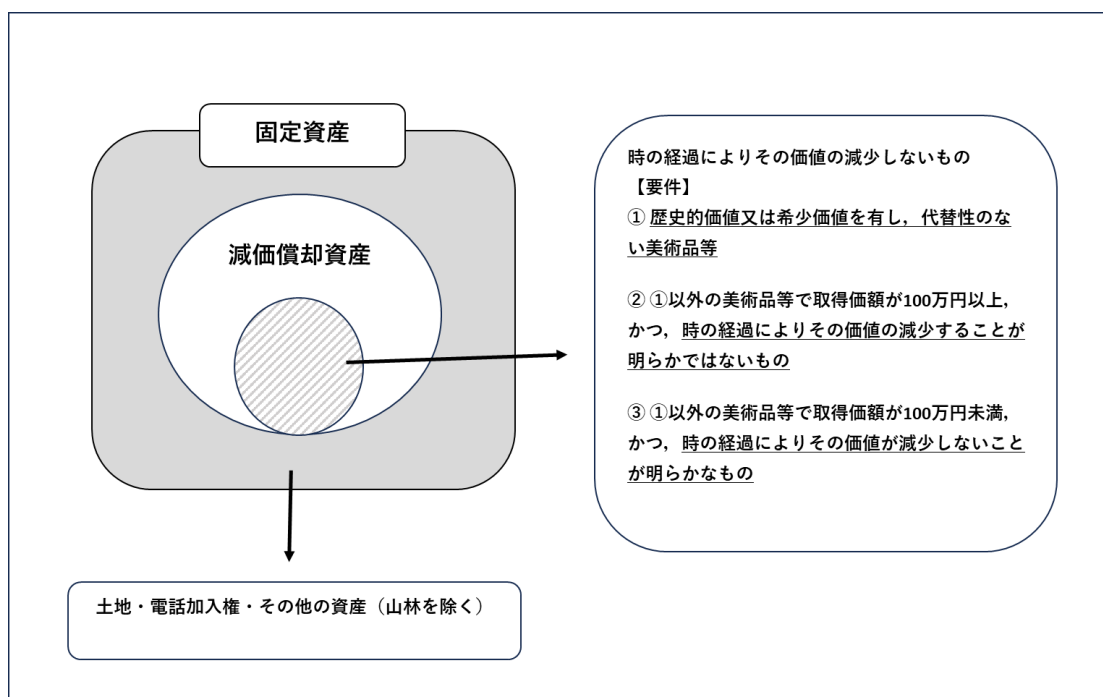 固定資産
減価償却資産
時の経過によりその価値の減少しないもの
【要件】
① 歴史的価値又は希少価値を有し，代替性のな
い美術品等
② ①以外の美術品等で取得価額が100万円以上，
かつ，時の経過によりその価値の減少することが
明らかではないもの
③ ①以外の美術品等で取得価額が100万円未満，
かつ，時の経過によりその価値が減少しないこと
が明らかなもの
土地・電話加入権・その他の資産（山林を除く）